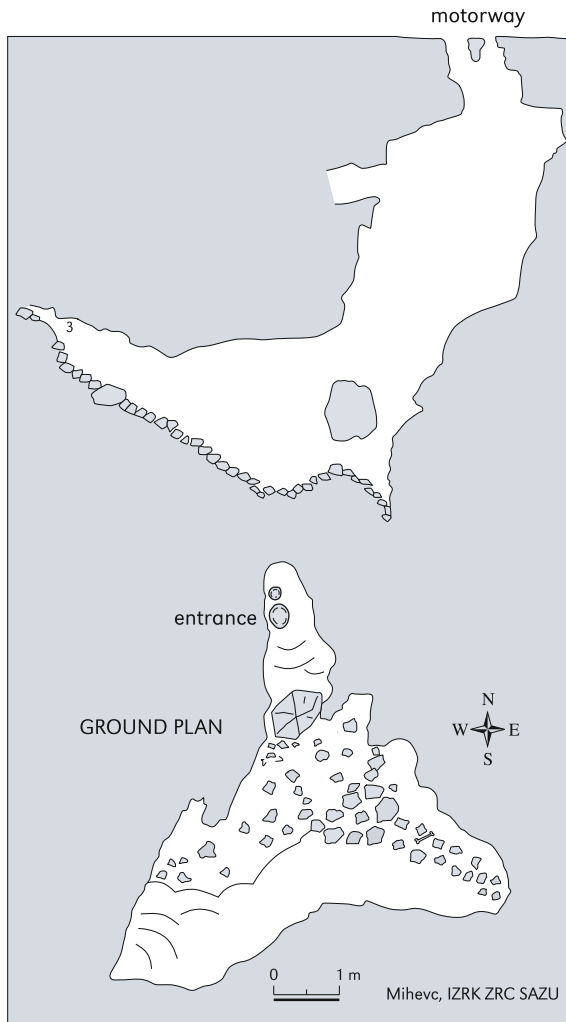 motorway
3
entrance
GROUND PLAN
N
W E
S
0 1 m
Mihevc, IZRK ZRC SAZU